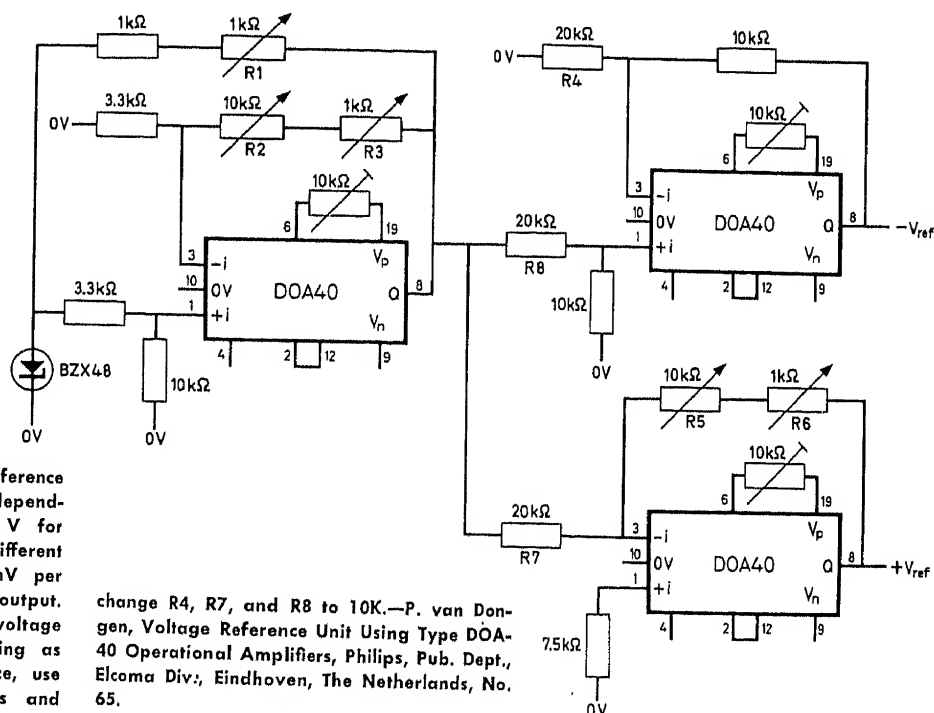 1kΩ 1kΩ
R1
3.3kΩ 10kΩ 1kΩ
0V
R2 R3
10kΩ
6 19
Vp
3 -i
10 0V DOA40 Q 8
1 +i
Vn
4 2 12 9
3.3kΩ
BZX48
10kΩ
0V 0V
20kΩ 10kΩ
0V
R4
10kΩ
6 19
Vp
3 -i
10 0V DOA40 Q 8 -Vref
1 +i
Vn
4 2 12 9
20kΩ
R8
10kΩ
0V
10kΩ 1kΩ
R5 R6
10kΩ
6 19
Vp
20kΩ
R7
3 -i
10 0V DOA40 Q 8 +Vref
1 +i
Vn
4 2 12 9
7.5kΩ
0V
ference
depend-
V for
ifferent
nV per
output.
voltage
ing as
e, use
s and
change R4, R7, and R8 to 10K.—P. van Don-
gen, Voltage Reference Unit Using Type DOA-
40 Operational Amplifiers, Philips, Pub. Dept.,
Elcoma Div., Eindhoven, The Netherlands, No.
65.